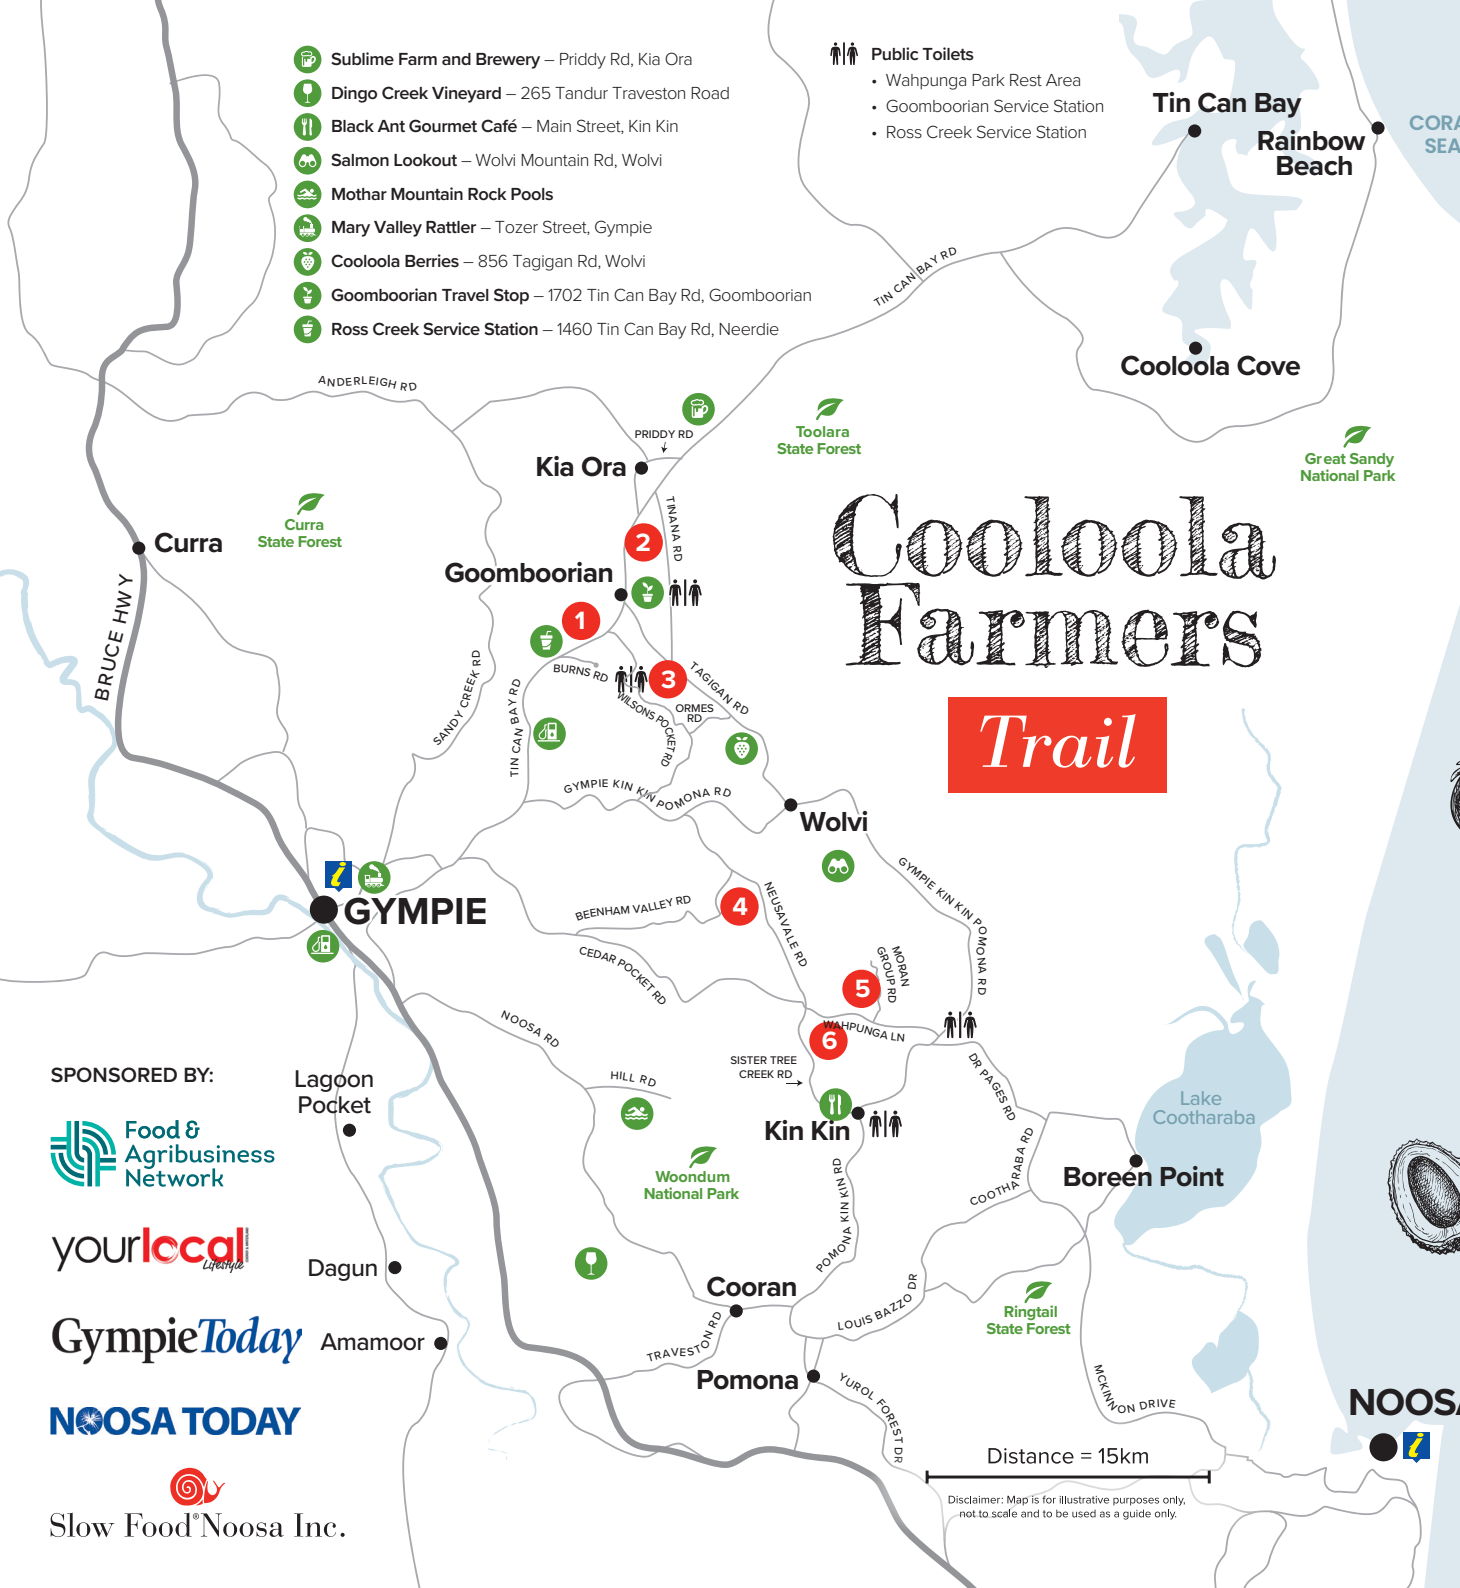 Sublime Farm and Brewery – Priddy Rd, Kia Ora
Dingo Creek Vineyard – 265 Tandur Traveston Road
Black Ant Gourmet Café – Main Street, Kin Kin
Salmon Lookout – Wolvi Mountain Rd, Wolvi
Mothar Mountain Rock Pools
Mary Valley Rattler – Tozer Street, Gympie
Cooloola Berries – 856 Tagigan Rd, Wolvi
Goomboorian Travel Stop – 1702 Tin Can Bay Rd, Goomboorian
Ross Creek Service Station – 1460 Tin Can Bay Rd, Neerdie
Public Toilets
• Wahpunga Park Rest Area
• Goomboorian Service Station
• Ross Creek Service Station
Tin Can Bay
Rainbow
Beach
CORA
SEA
TIN CAN BAY RD
Cooloola Cove
ANDERLEIGH RD
PRIDDY RD
Kia Ora
Toolara
State Forest
Great Sandy
National Park
Curra
State Forest
Curra
BRUCE HWY
TINANA RD
2
Goomboorian
1
BURNS RD
3
TAGIGAN RD
ORMES
RD
WILSONS POCKET RD
SANDY CREEK RD
TIN CAN BAY RD
Cooloola
Farmers
Trail
GYMPIE KIN KIN POMONA RD
Wolvi
GYMPIE KIN KIN POMONA RD
i
GYMPIE
BEENHAM VALLEY RD
4
NEUSAVALE RD
CEDAR POCKET RD
MORAN
GROUP RD
5
WAHPUNGA LN
6
NOOSA RD
SISTER TREE
CREEK RD
HILL RD
DR PAGES RD
Kin Kin
Lake
Cootharaba
Woondum
National Park
COOTHARABA RD
Boreen Point
POMONA KIN KIN RD
Lagoon
Pocket
Dagun
Amamoor
Cooran
TRAVESTON RD
LOUIS BAZZO DR
Ringtail
State Forest
Pomona
YUROL FOREST DR
MCKINNON DRIVE
NOOSA
i
Distance = 15km
Disclaimer: Map is for illustrative purposes only,
not to scale and to be used as a guide only.
SPONSORED BY:
Food &
Agribusiness
Network
yourlocal
Lifestyle
GympieToday
NOOSA TODAY
Slow Food® Noosa Inc.